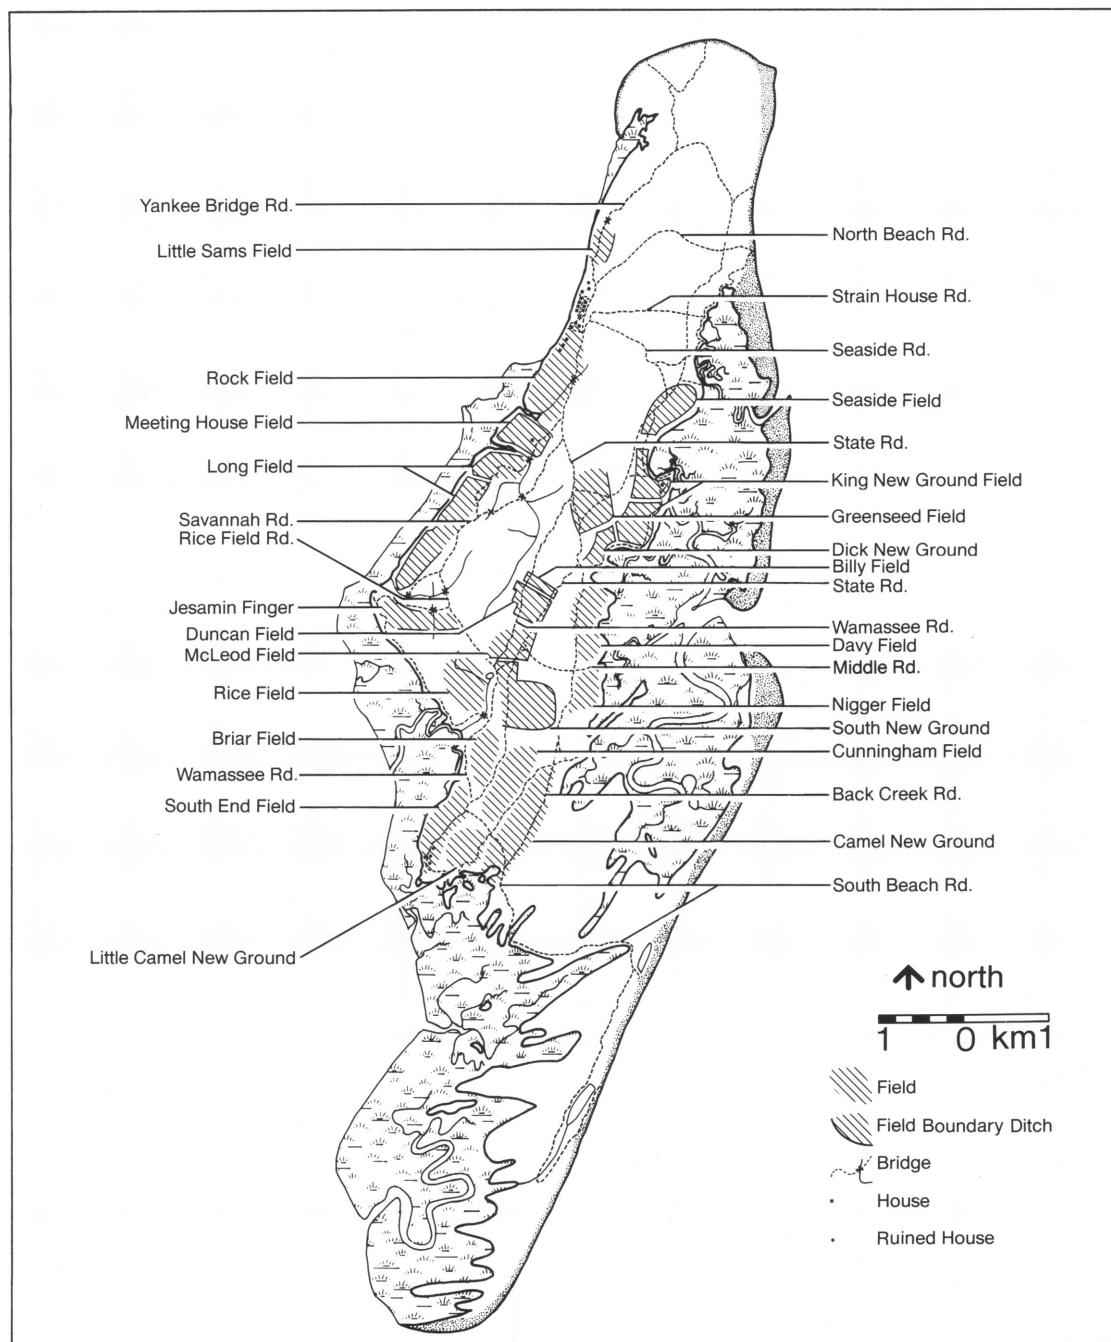 Yankee Bridge Rd.
Little Sams Field
Rock Field
Meeting House Field
Long Field
Savannah Rd.
Rice Field Rd.
Jesamin Finger
Duncan Field
McLeod Field
Rice Field
Briar Field
Wamassee Rd.
South End Field
Little Camel New Ground
North Beach Rd.
Strain House Rd.
Seaside Rd.
Seaside Field
State Rd.
King New Ground Field
Greenseed Field
Dick New Ground
Billy Field
State Rd.
Wamassee Rd.
Davy Field
Middle Rd.
Nigger Field
South New Ground
Cunningham Field
Back Creek Rd.
Camel New Ground
South Beach Rd.
north
1 0 km1
Field
Field Boundary Ditch
Bridge
House
Ruined House